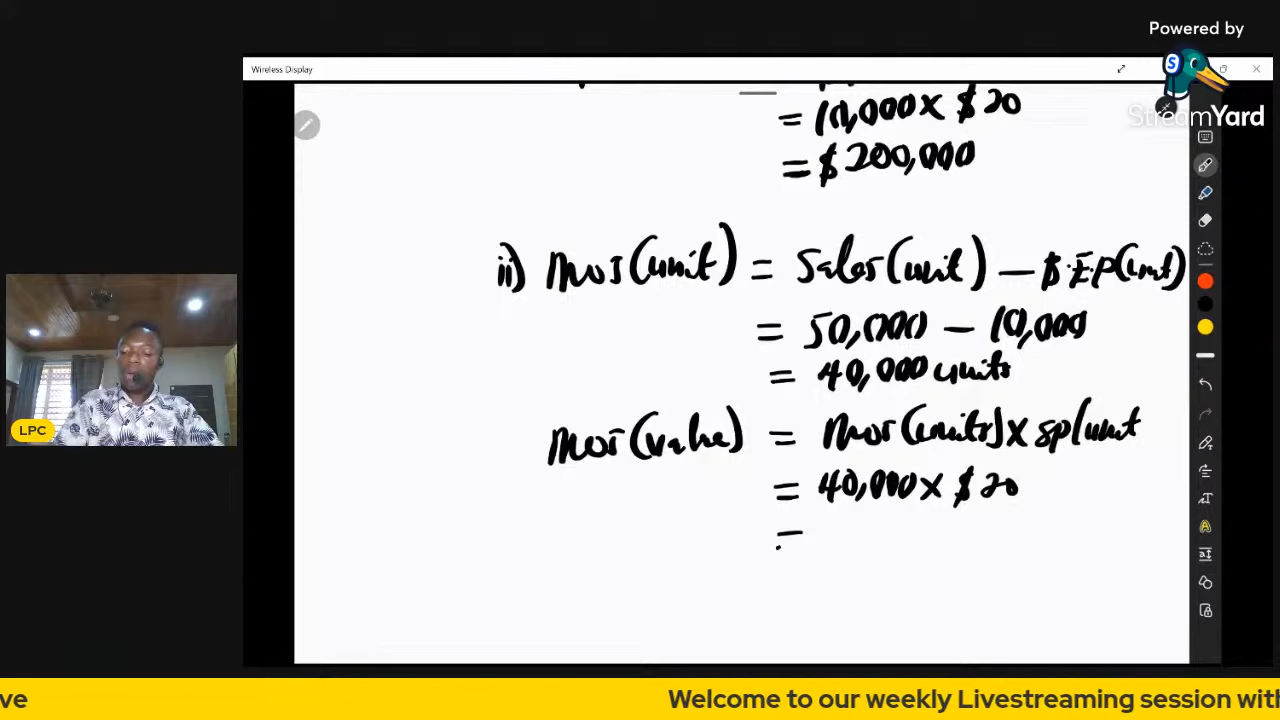 Powered by
StreamYard
Wireless Display
= 10,000 x $20
= $200,000
ii) MOS(unit) = Sales(unit) — B.E.P(unit)
= 50,000 — 10,000
= 40,000 units
MOS(value) = MOS(units) x sp/unit
= 40,000 x $20
=
LPC
ve
Welcome to our weekly Livestreaming session with